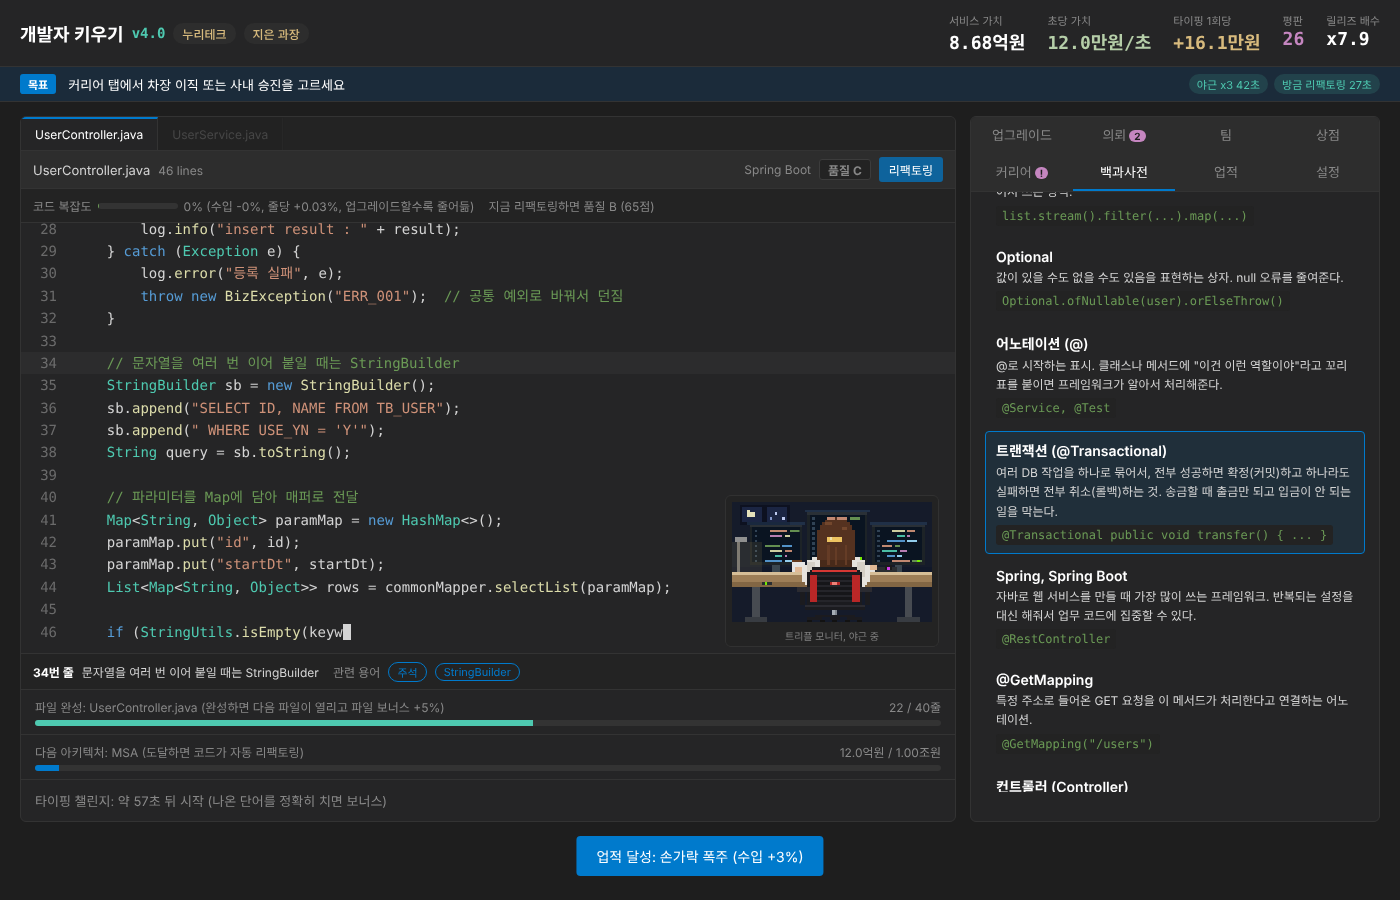 개발자 키우기 v4.0 누리테크 지은 과장
서비스 가치 초당 가치 타이핑 1회당 평판 릴리즈 배수
8.68억원 12.0만원/초 +16.1만원 26 x7.9
목표 커리어 탭에서 차장 이직 또는 사내 승진을 고르세요 야근 x3 42초 방금 리팩토링 27초
UserController.java UserService.java
UserController.java 46 lines Spring Boot 품질 C 리팩토링
코드 복잡도 0% (수입 -0%, 줄당 +0.03%, 업그레이드할수록 줄어듦) 지금 리팩토링하면 품질 B (65점)
28 log.info("insert result : " + result);
29 } catch (Exception e) {
30 log.error("등록 실패", e);
31 throw new BizException("ERR_001"); // 공통 예외로 바꿔서 던짐
32 }
33
34 // 문자열을 여러 번 이어 붙일 때는 StringBuilder
35 StringBuilder sb = new StringBuilder();
36 sb.append("SELECT ID, NAME FROM TB_USER");
37 sb.append(" WHERE USE_YN = 'Y'");
38 String query = sb.toString();
39
40 // 파라미터를 Map에 담아 매퍼로 전달
41 Map<String, Object> paramMap = new HashMap<>();
42 paramMap.put("id", id);
43 paramMap.put("startDt", startDt);
44 List<Map<String, Object>> rows = commonMapper.selectList(paramMap);
45
46 if (StringUtils.isEmpty(keyw
트리플 모니터, 야근 중
34번 줄 문자열을 여러 번 이어 붙일 때는 StringBuilder 관련 용어 주석 StringBuilder
파일 완성: UserController.java (완성하면 다음 파일이 열리고 파일 보너스 +5%) 22 / 40줄
다음 아키텍처: MSA (도달하면 코드가 자동 리팩토링) 12.0억원 / 1.00조원
타이핑 챌린지: 약 57초 뒤 시작 (나온 단어를 정확히 치면 보너스)
업그레이드 의뢰 2 팀 상점
커리어 ! 백과사전 업적 설정
list.stream().filter(...).map(...)
Optional
값이 있을 수도 없을 수도 있음을 표현하는 상자. null 오류를 줄여준다.
Optional.ofNullable(user).orElseThrow()
어노테이션 (@)
@로 시작하는 표시. 클래스나 메서드에 "이건 이런 역할이야"라고 꼬리
표를 붙이면 프레임워크가 알아서 처리해준다.
@Service, @Test
트랜잭션 (@Transactional)
여러 DB 작업을 하나로 묶어서, 전부 성공하면 확정(커밋)하고 하나라도
실패하면 전부 취소(롤백)하는 것. 송금할 때 출금만 되고 입금이 안 되는
일을 막는다.
@Transactional public void transfer() { ... }
Spring, Spring Boot
자바로 웹 서비스를 만들 때 가장 많이 쓰는 프레임워크. 반복되는 설정을
대신 해줘서 업무 코드에 집중할 수 있다.
@RestController
@GetMapping
특정 주소로 들어온 GET 요청을 이 메서드가 처리한다고 연결하는 어노
테이션.
@GetMapping("/users")
컨트롤러 (Controller)
업적 달성: 손가락 폭주 (수입 +3%)